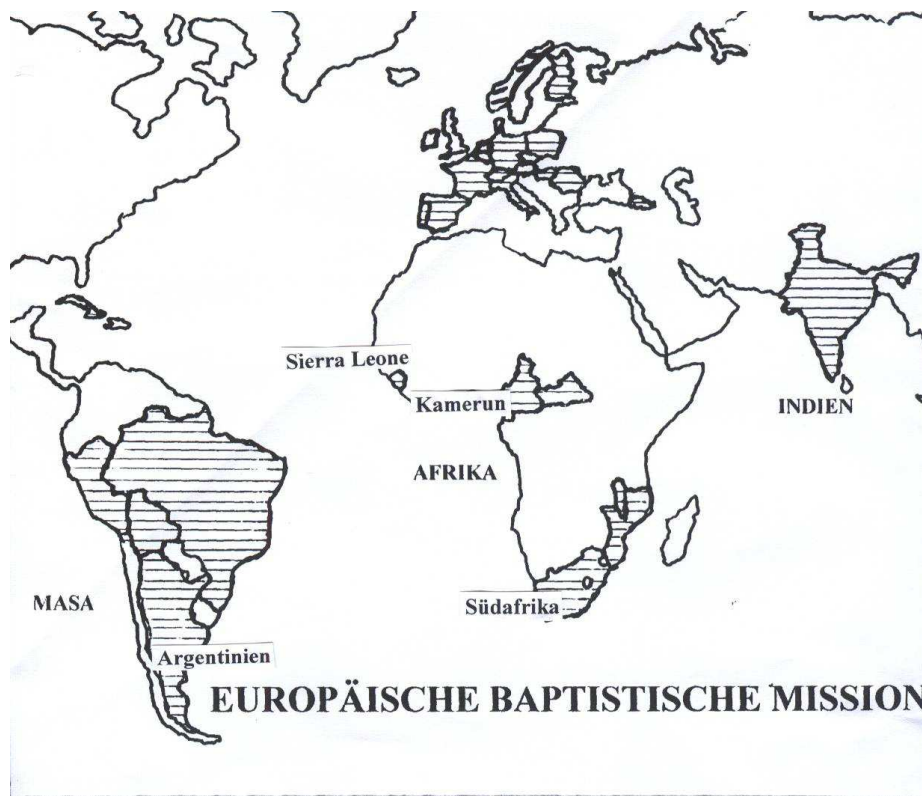 Sierra Leone
Kamerun
INDIEN
AFRIKA
MASA
Südafrika
Argentinien
EUROPÄISCHE BAPTISTISCHE MISSION